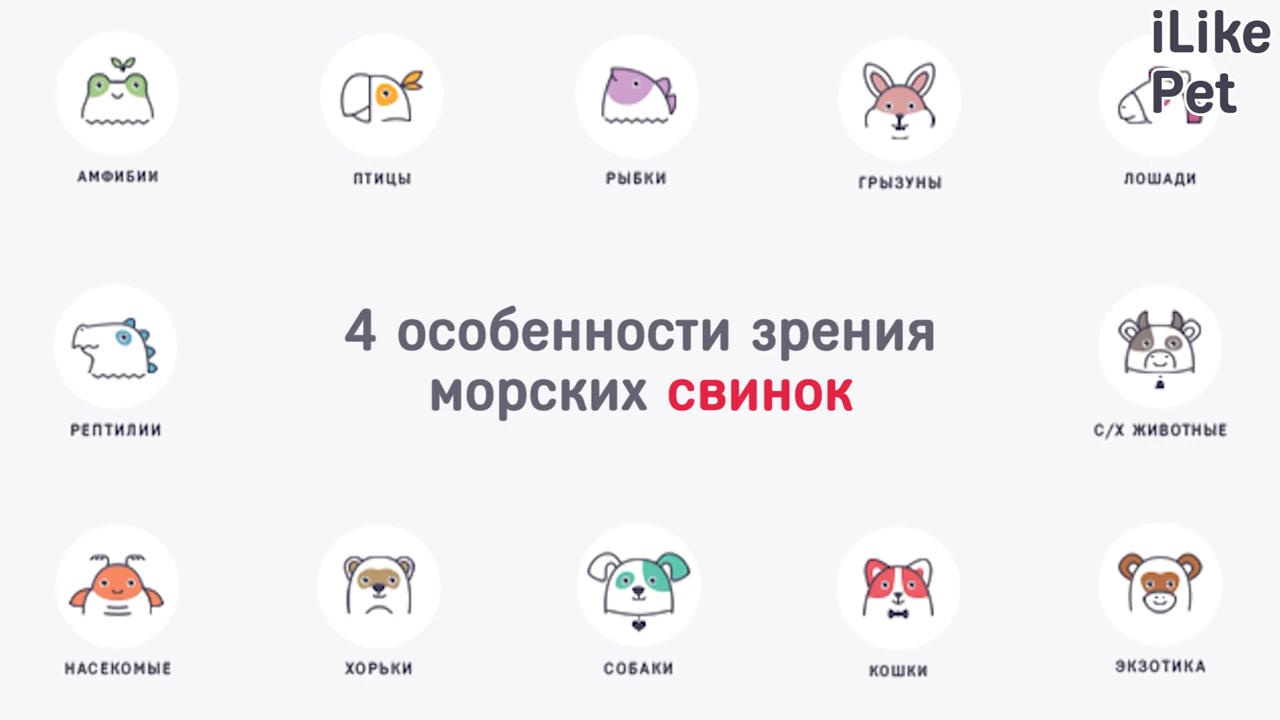 iLike
Pet
АМФИБИИ
ПТИЦЫ
РЫБКИ
ГРЫЗУНЫ
ЛОШАДИ
4 особенности зрения
морских свинок
РЕПТИЛИИ
С/Х ЖИВОТНЫЕ
НАСЕКОМЫЕ
ХОРЬКИ
СОБАКИ
КОШКИ
ЭКЗОТИКА